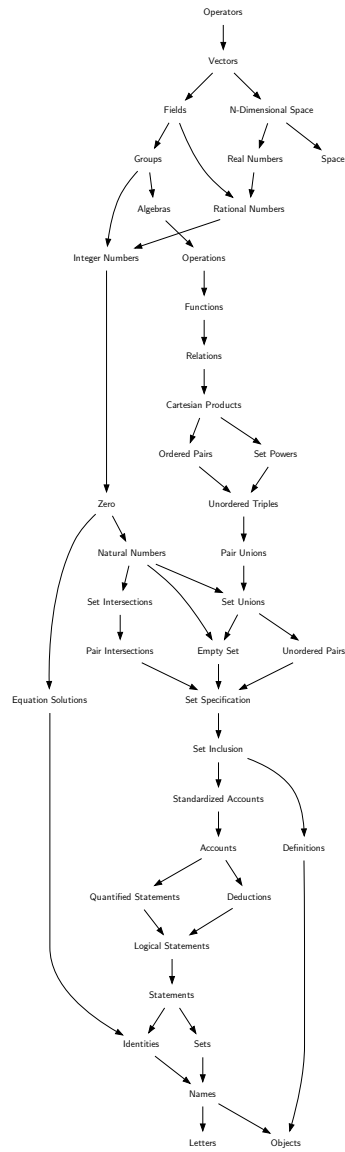 Operators
Vectors
Fields
N-Dimensional Space
Groups
Real Numbers
Space
Algebras
Rational Numbers
Integer Numbers
Operations
Functions
Relations
Cartesian Products
Ordered Pairs
Set Powers
Zero
Unordered Triples
Natural Numbers
Pair Unions
Set Intersections
Set Unions
Pair Intersections
Empty Set
Unordered Pairs
Equation Solutions
Set Specification
Set Inclusion
Standardized Accounts
Accounts
Definitions
Quantified Statements
Deductions
Logical Statements
Statements
Identities
Sets
Names
Letters
Objects